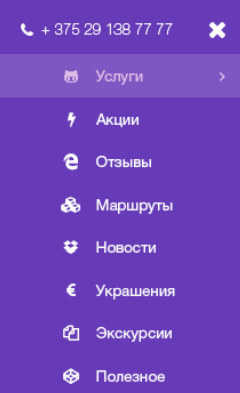 + 375 29 138 77 77
Услуги
Акции
Отзывы
Маршруты
Новости
Украшения
Экскурсии
Полезное